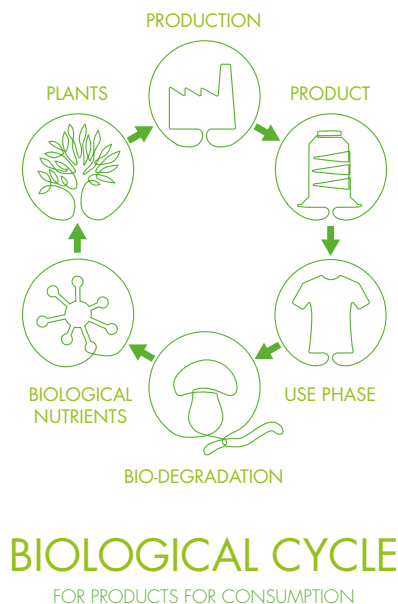 PRODUCTION
PLANTS
PRODUCT
BIOLOGICAL
NUTRIENTS
USE PHASE
BIO-DEGRADATION
BIOLOGICAL CYCLE
FOR PRODUCTS FOR CONSUMPTION